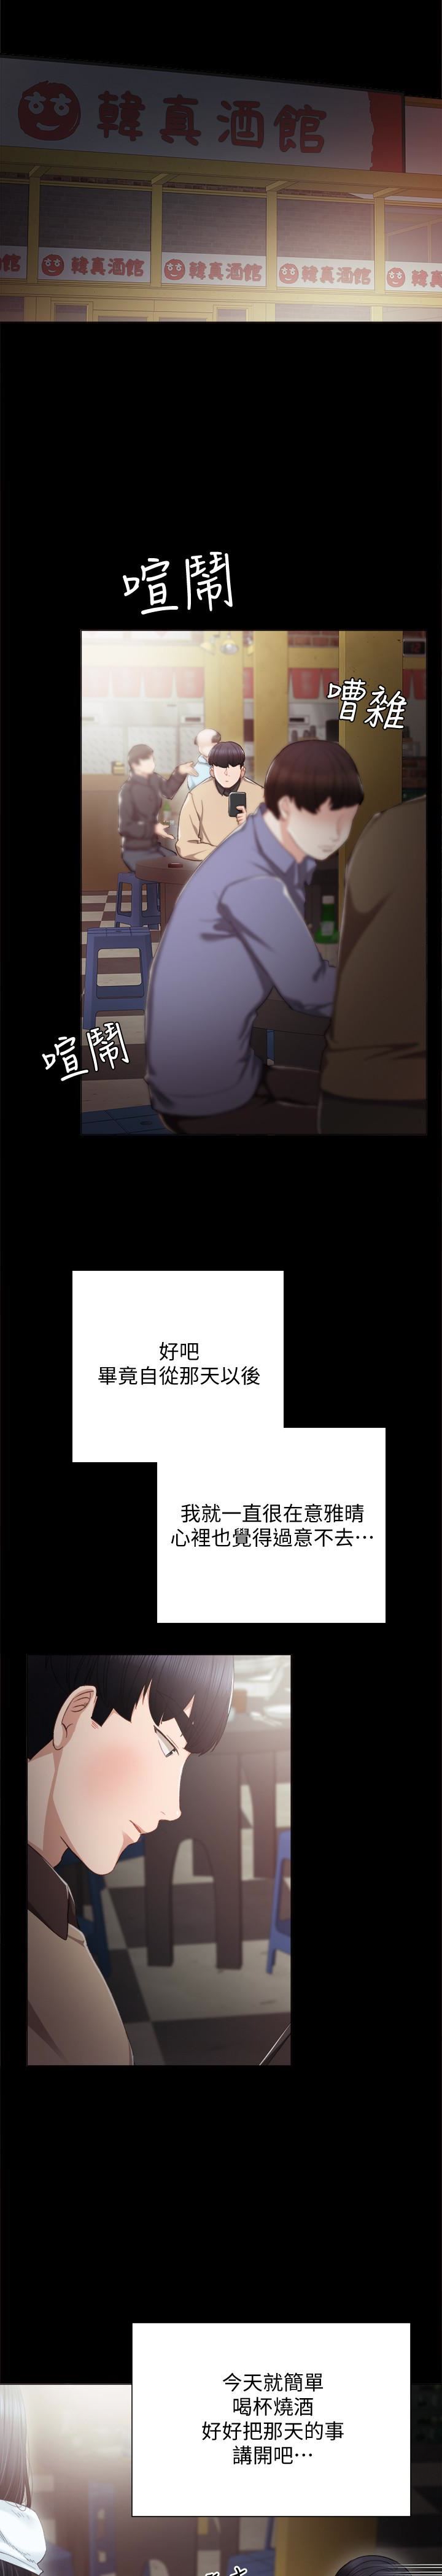 韓真酒館
韓真酒館
韓真酒館
韓真酒館
韓真
喧鬧
嘈雜
喧鬧
好吧
畢竟自從那天以後
我就一直很在意雅晴
心裡也覺得過意不去⋯
今天就簡單
喝杯燒酒
好好把那天的事
講開吧⋯